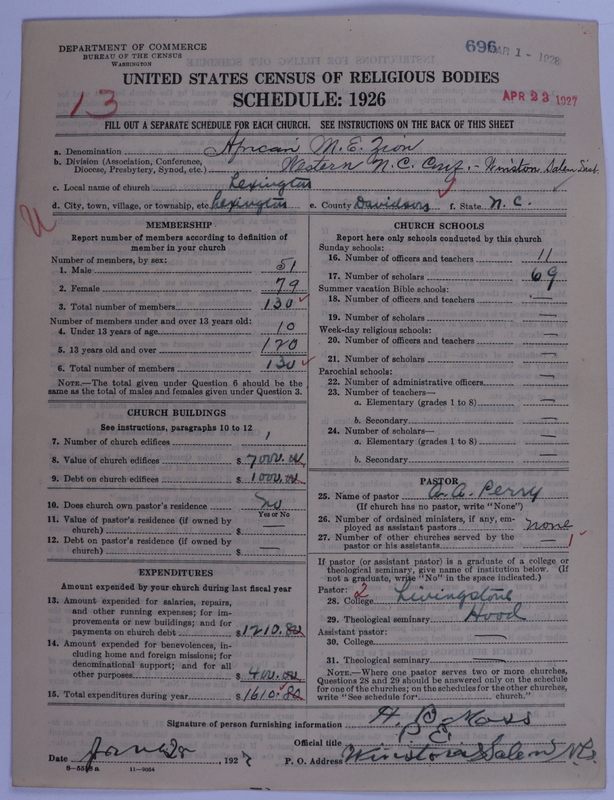 DEPARTMENT OF COMMERCE
BUREAU OF THE CENSUS
WASHINGTON
696 MAR 1 - 1928
UNITED STATES CENSUS OF RELIGIOUS BODIES
SCHEDULE: 1926
13
APR 23 1927
FILL OUT A SEPARATE SCHEDULE FOR EACH CHURCH. SEE INSTRUCTIONS ON THE BACK OF THIS SHEET
a. Denomination African M.E. Zion
b. Division (Association, Conference, Diocese, Presbytery, Synod, etc.) Western N.C. Conf. - Winston Salem Dist.
c. Local name of church Lexington
d. City, town, village, or township, etc. Lexington e. County Davidson f. State N.C.
MEMBERSHIP
Report number of members according to definition of
member in your church
Number of members, by sex:
1. Male 51
2. Female 79
3. Total number of members 130
Number of members under and over 13 years old:
4. Under 13 years of age 10
5. 13 years old and over 120
6. Total number of members 130
NOTE.—The total given under Question 6 should be
same as the total of males and females given under Question 3.
CHURCH BUILDINGS
See instructions, paragraphs 10 to 12
7. Number of church edifices 1
8. Value of church edifices $ 7000.00
9. Debt on church edifices $ 1000.00
10. Does church own pastor's residence No
Yes or No
11. Value of pastor's residence (if owned by
church) $ —
12. Debt on pastor's residence (if owned by
church) $ —
EXPENDITURES
Amount expended by your church during last fiscal year
13. Amount expended for salaries, repairs,
and other running expenses; for im-
provements or new buildings; and for
payments on church debt $ 1210.80
14. Amount expended for benevolences, in-
cluding home and foreign missions; for
denominational support; and for all
other purposes $ 400.00
15. Total expenditures during year $ 1610.80
CHURCH SCHOOLS
Report here only schools conducted by this church
Sunday schools:
16. Number of officers and teachers 11
17. Number of scholars 69
Summer vacation Bible schools:
18. Number of officers and teachers —
19. Number of scholars —
Week-day religious schools:
20. Number of officers and teachers —
21. Number of scholars —
Parochial schools:
22. Number of administrative officers —
23. Number of teachers—
a. Elementary (grades 1 to 8) —
b. Secondary —
24. Number of scholars—
a. Elementary (grades 1 to 8) —
b. Secondary —
PASTOR
25. Name of pastor A. A. Perry
(If church has no pastor, write "None")
26. Number of ordained ministers, if any, em-
ployed as assistant pastors none
27. Number of other churches served by the
pastor or his assistants — 1
If pastor (or assistant pastor) is a graduate of a college or
theological seminary, give name of institution below. (If
not a graduate, write "No" in the space indicated.)
Pastor: 2
28. College Livingstone
29. Theological seminary Hood
Assistant pastor:
30. College —
31. Theological seminary —
NOTE.—Where one pastor serves two or more churches,
Questions 28 and 29 should be answered only on the schedule
for one of the churches; on the schedules for the other churches,
write "See schedule for church."
Signature of person furnishing information H. B. Moss
Official title P.E.
Date 1927 P. O. Address Winston Salem N.C.
11—9054